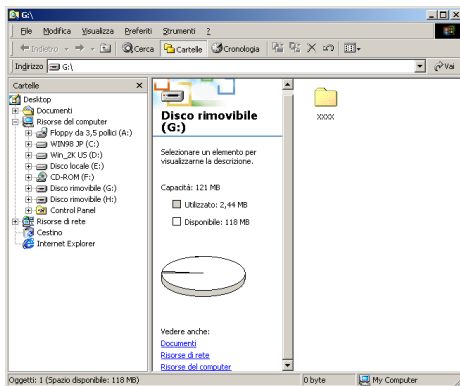 G:\
File Modifica Visualizza Preferiti Strumenti ?
Indietro Cerca Cartelle Cronologia
Indirizzo G:\ Vai
Cartelle
Desktop
Documenti
Risorse del computer
Floppy da 3,5 pollici (A:)
WIN98 JP (C:)
Win_2K US (D:)
Disco locale (E:)
CD-ROM (F:)
Disco rimovibile (G:)
Disco rimovibile (H:)
Control Panel
Risorse di rete
Cestino
Internet Explorer
Disco rimovibile
(G:)
Selezionare un elemento per
visualizzarne la descrizione.
Capacità: 121 MB
Utilizzato: 2,44 MB
Disponibile: 118 MB
Vedere anche:
Documenti
Risorse di rete
Risorse del computer
xxxx
Oggetti: 1 (Spazio disponibile: 118 MB) 0 byte My Computer